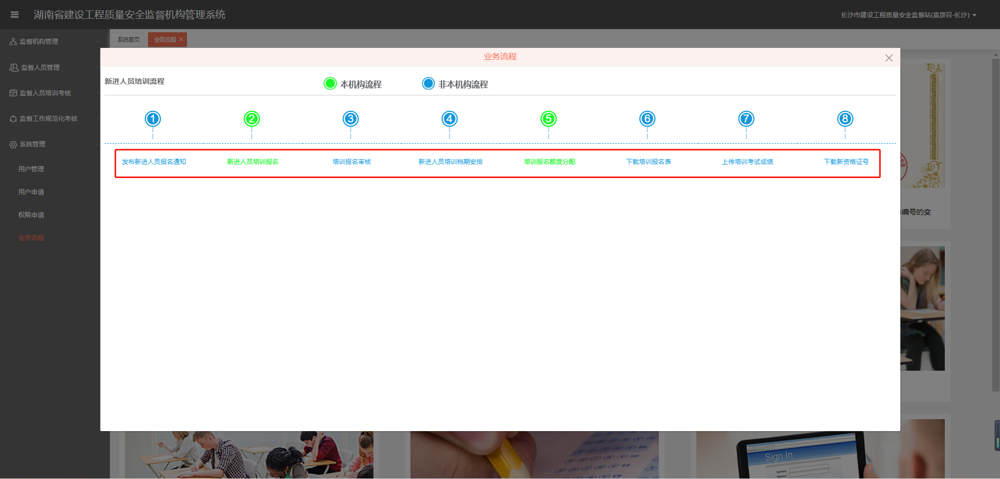 湖南省建设工程质量安全监督机构管理系统
长沙市建设工程质量安全监督站(袁彦召-长沙)
监督机构管理
监督人员管理
监督人员培训考核
监督工作规范化考核
系统管理
用户管理
用户申请
权限申请
业务流程
系统首页
业务流程
业务流程
新进人员培训流程
本机构流程
非本机构流程
1
2
3
4
5
6
7
8
发布新进人员报名通知
新进人员培训报名
培训报名审核
新进人员培训档期安排
培训报名额度分配
下载培训报名表
上传培训考试成绩
下载新资格证号
编号的变
Sign In
Username
Password